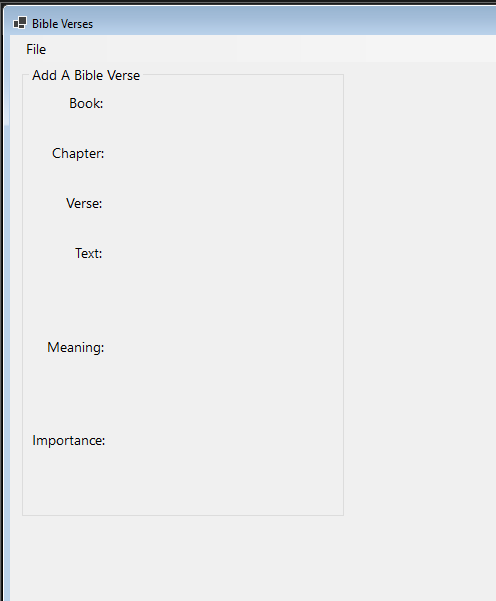 Bible Verses
File
Add A Bible Verse
Book:
Chapter:
Verse:
Text:
Meaning:
Importance: